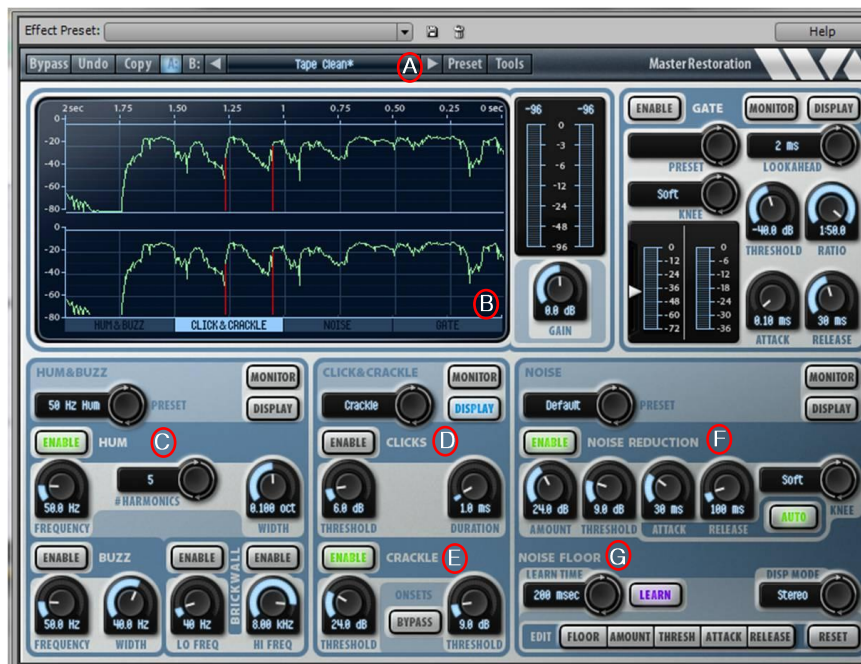 Effect Preset: Help
Bypass Undo Copy B: Tape Clean* A Preset Tools Master Restoration
2sec 1.75 1.50 1.25 1 0.75 0.50 0.25 0 sec
0
-20
-40
-60
-80
0
-20
-40
-60
-80
HUM&BUZZ CLICK&CRACKLE NOISE GATE
B
-96 -96
0
-3
-6
-12
-24
-48
-96
0.0 dB
GAIN
ENABLE GATE MONITOR DISPLAY
2 ms
PRESET LOOKAHEAD
Soft
KNEE
-40.0 dB 1:50.0
THRESHOLD RATIO
0 0
-12 -6
-24 -12
-36 -18
-48 -24
-60 -30
-72 -36
0.10 ms 30 ms
ATTACK RELEASE
HUM&BUZZ MONITOR
50 Hz Hum PRESET DISPLAY
ENABLE HUM C
5
#HARMONICS
50.0 Hz 0.100 oct
FREQUENCY WIDTH
ENABLE BUZZ ENABLE BRICKWALL ENABLE
50.0 Hz 40.0 Hz 40 Hz 8.00 kHz
FREQUENCY WIDTH LO FREQ HI FREQ
CLICK&CRACKLE MONITOR
Crackle DISPLAY
ENABLE CLICKS D
6.0 dB 1.0 ms
THRESHOLD DURATION
ENABLE CRACKLE E
ONSETS
BYPASS
24.0 dB 9.0 dB
THRESHOLD THRESHOLD
NOISE MONITOR
Default PRESET DISPLAY
ENABLE NOISE REDUCTION F
24.0 dB 9.0 dB 30 ms 100 ms Soft
AMOUNT THRESHOLD ATTACK RELEASE AUTO KNEE
NOISE FLOOR G
LEARN TIME DISP MODE
200 msec LEARN Stereo
EDIT FLOOR AMOUNT THRESH ATTACK RELEASE RESET